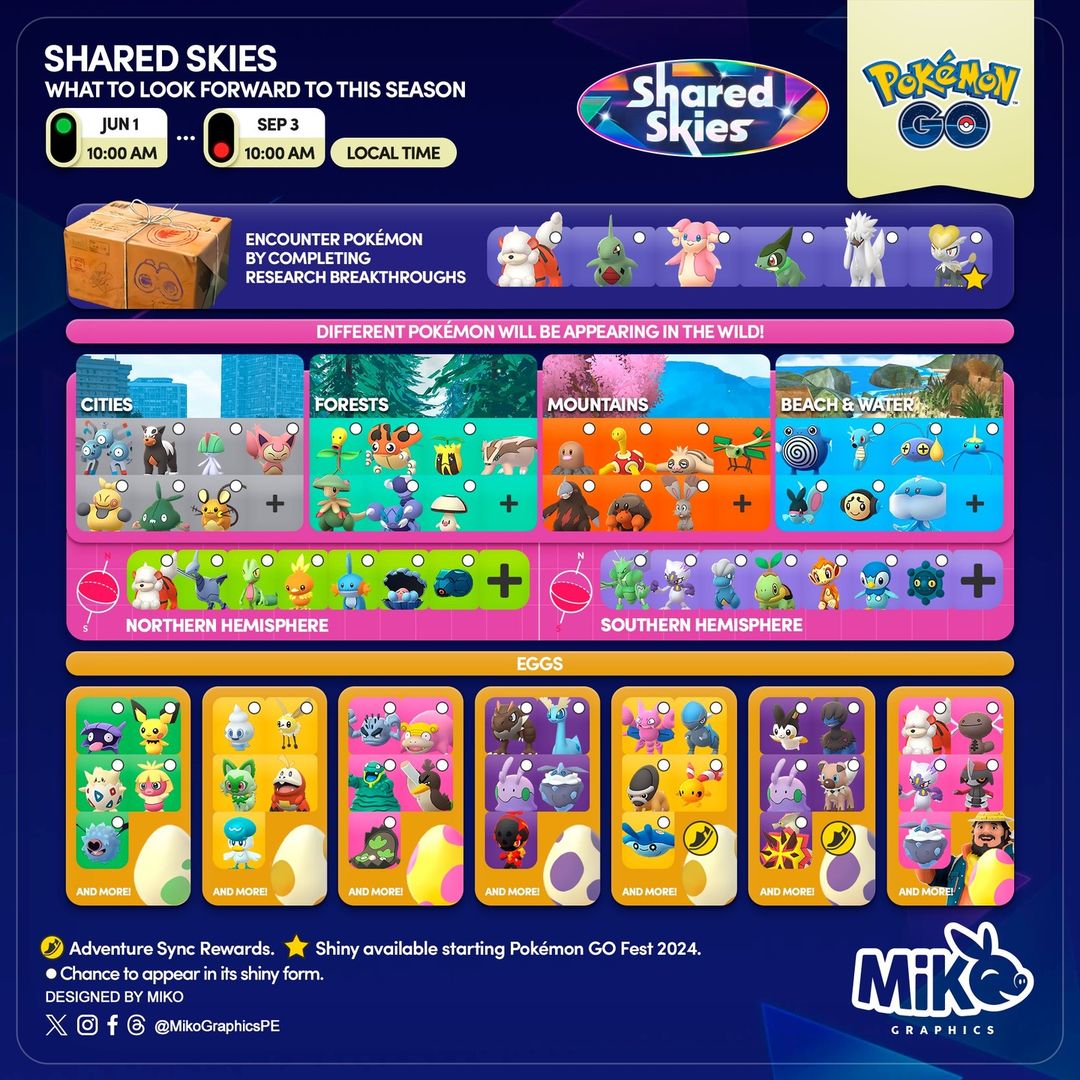 SHARED SKIES
WHAT TO LOOK FORWARD TO THIS SEASON
JUN 1
10:00 AM
...
SEP 3
10:00 AM
LOCAL TIME
Shared
Skies
POKÉMON
GO
ENCOUNTER POKÉMON
BY COMPLETING
RESEARCH BREAKTHROUGHS
DIFFERENT POKÉMON WILL BE APPEARING IN THE WILD!
CITIES
FORESTS
MOUNTAINS
BEACH & WATER
+
+
+
+
N
S
+
NORTHERN HEMISPHERE
N
S
+
SOUTHERN HEMISPHERE
EGGS
AND MORE!
AND MORE!
AND MORE!
AND MORE!
AND MORE!
AND MORE!
AND MORE!
Adventure Sync Rewards.
Shiny available starting Pokémon GO Fest 2024.
Chance to appear in its shiny form.
DESIGNED BY MIKO
@MikoGraphicsPE
MiKO
GRAPHICS